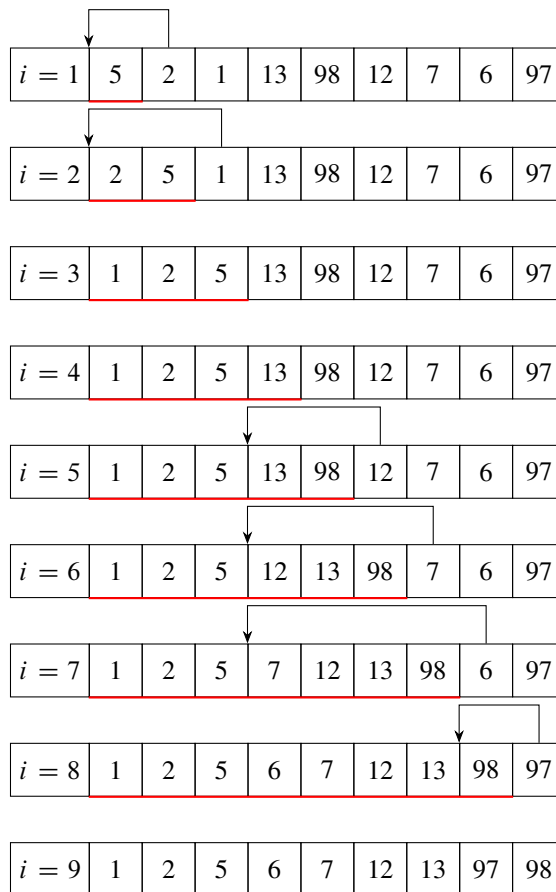 i = 1 5 2 1 13 98 12 7 6 97
i = 2 2 5 1 13 98 12 7 6 97
i = 3 1 2 5 13 98 12 7 6 97
i = 4 1 2 5 13 98 12 7 6 97
i = 5 1 2 5 13 98 12 7 6 97
i = 6 1 2 5 12 13 98 7 6 97
i = 7 1 2 5 7 12 13 98 6 97
i = 8 1 2 5 6 7 12 13 98 97
i = 9 1 2 5 6 7 12 13 97 98